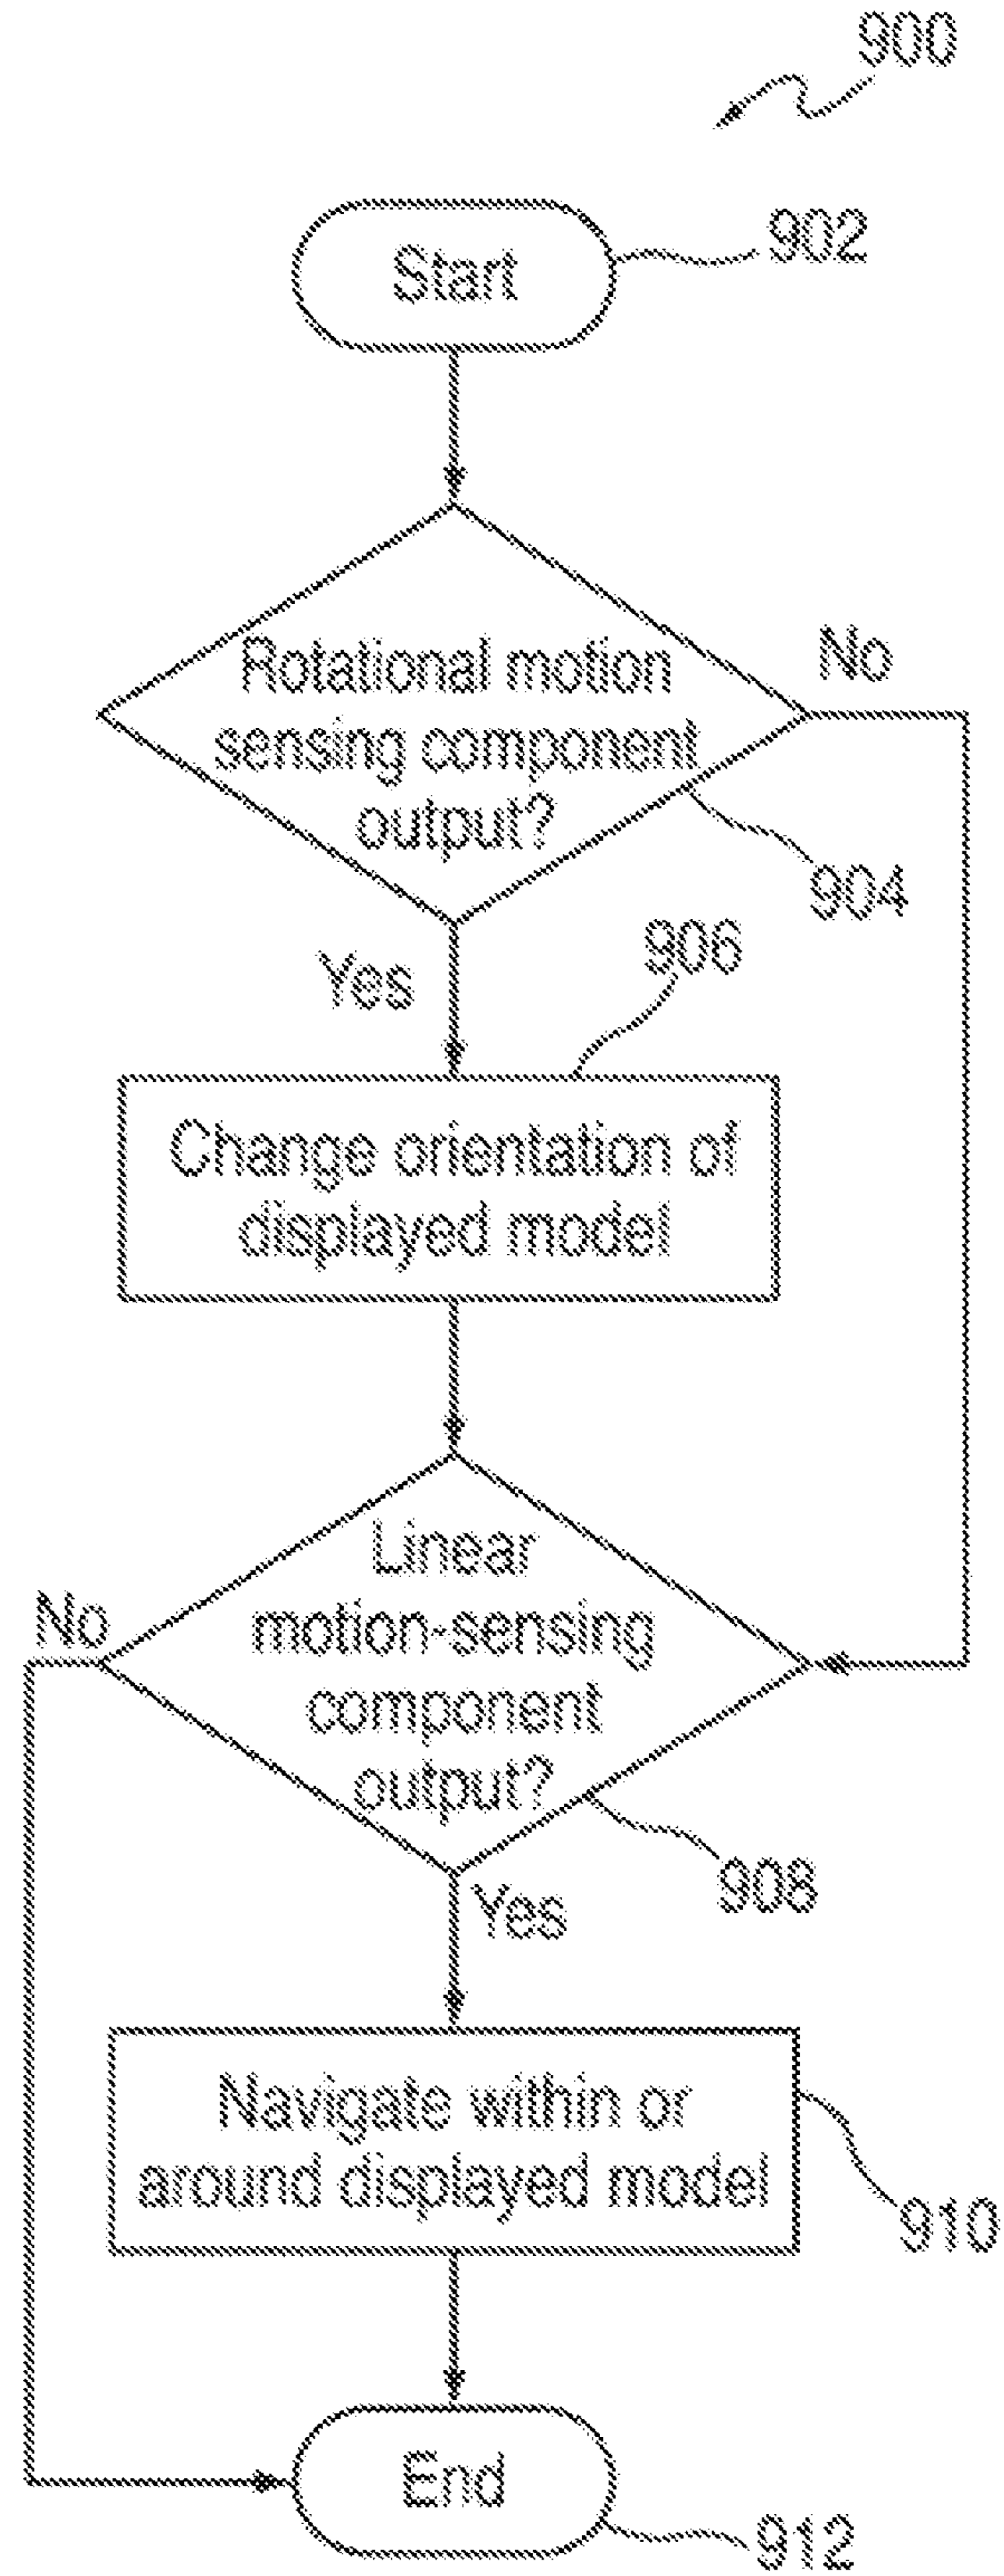 900
Start
902
Rotational motion
sensing component
output?
No
904
Yes
906
Change orientation of
displayed model
Linear
motion-sensing
component
output?
No
908
Yes
Navigate within or
around displayed model
910
End
912